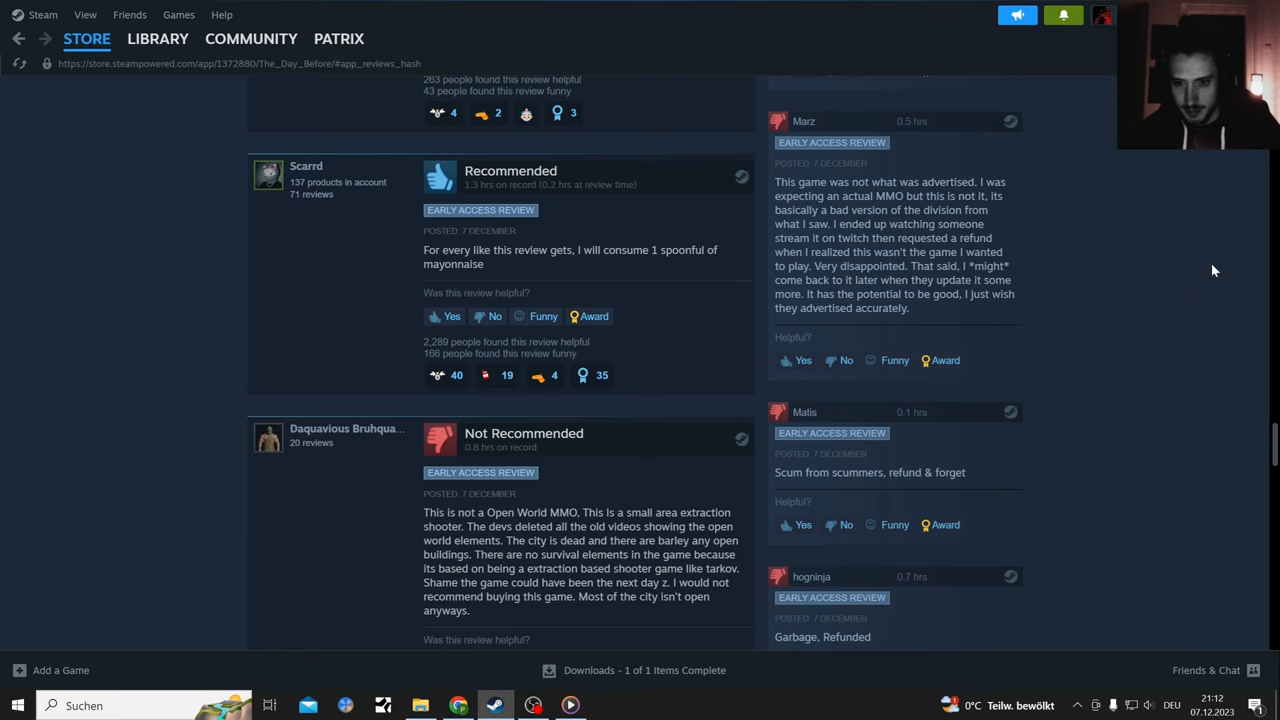 Steam View Friends Games Help
STORE LIBRARY COMMUNITY PATRIX
https://store.steampowered.com/app/1372880/The_Day_Before/#app_reviews_hash
263 people found this review helpful
43 people found this review funny
4 2 3
Scarrd
137 products in account
71 reviews
Recommended
1.3 hrs on record (0.2 hrs at review time)
EARLY ACCESS REVIEW
POSTED: 7 DECEMBER
For every like this review gets, I will consume 1 spoonful of
mayonnaise
Was this review helpful?
Yes No Funny Award
2,289 people found this review helpful
166 people found this review funny
40 19 4 35
Daquavious Bruhqua...
20 reviews
Not Recommended
0.8 hrs on record
EARLY ACCESS REVIEW
POSTED: 7 DECEMBER
This is not a Open World MMO, This Is a small area extraction
shooter. The devs deleted all the old videos showing the open
world elements. The city is dead and there are barley any open
buildings. There are no survival elements in the game because
its based on being a extraction based shooter game like tarkov.
Shame the game could have been the next day z. I would not
recommend buying this game. Most of the city isn't open
anyways.
Was this review helpful?
Marz 0.5 hrs
EARLY ACCESS REVIEW
POSTED: 7 DECEMBER
This game was not what was advertised. I was
expecting an actual MMO but this is not it, its
basically a bad version of the division from
what I saw. I ended up watching someone
stream it on twitch then requested a refund
when I realized this wasn't the game I wanted
to play. Very disappointed. That said, I *might*
come back to it later when they update it some
more. It has the potential to be good, I just wish
they advertised accurately.
Helpful?
Yes No Funny Award
Matis 0.1 hrs
EARLY ACCESS REVIEW
POSTED: 7 DECEMBER
Scum from scummers, refund & forget
Helpful?
Yes No Funny Award
hogninja 0.7 hrs
EARLY ACCESS REVIEW
POSTED: 7 DECEMBER
Garbage, Refunded
Add a Game
Downloads - 1 of 1 Items Complete
Friends & Chat
Suchen
1
0°C Teilw. bewölkt
DEU
21:12
07.12.2023
1